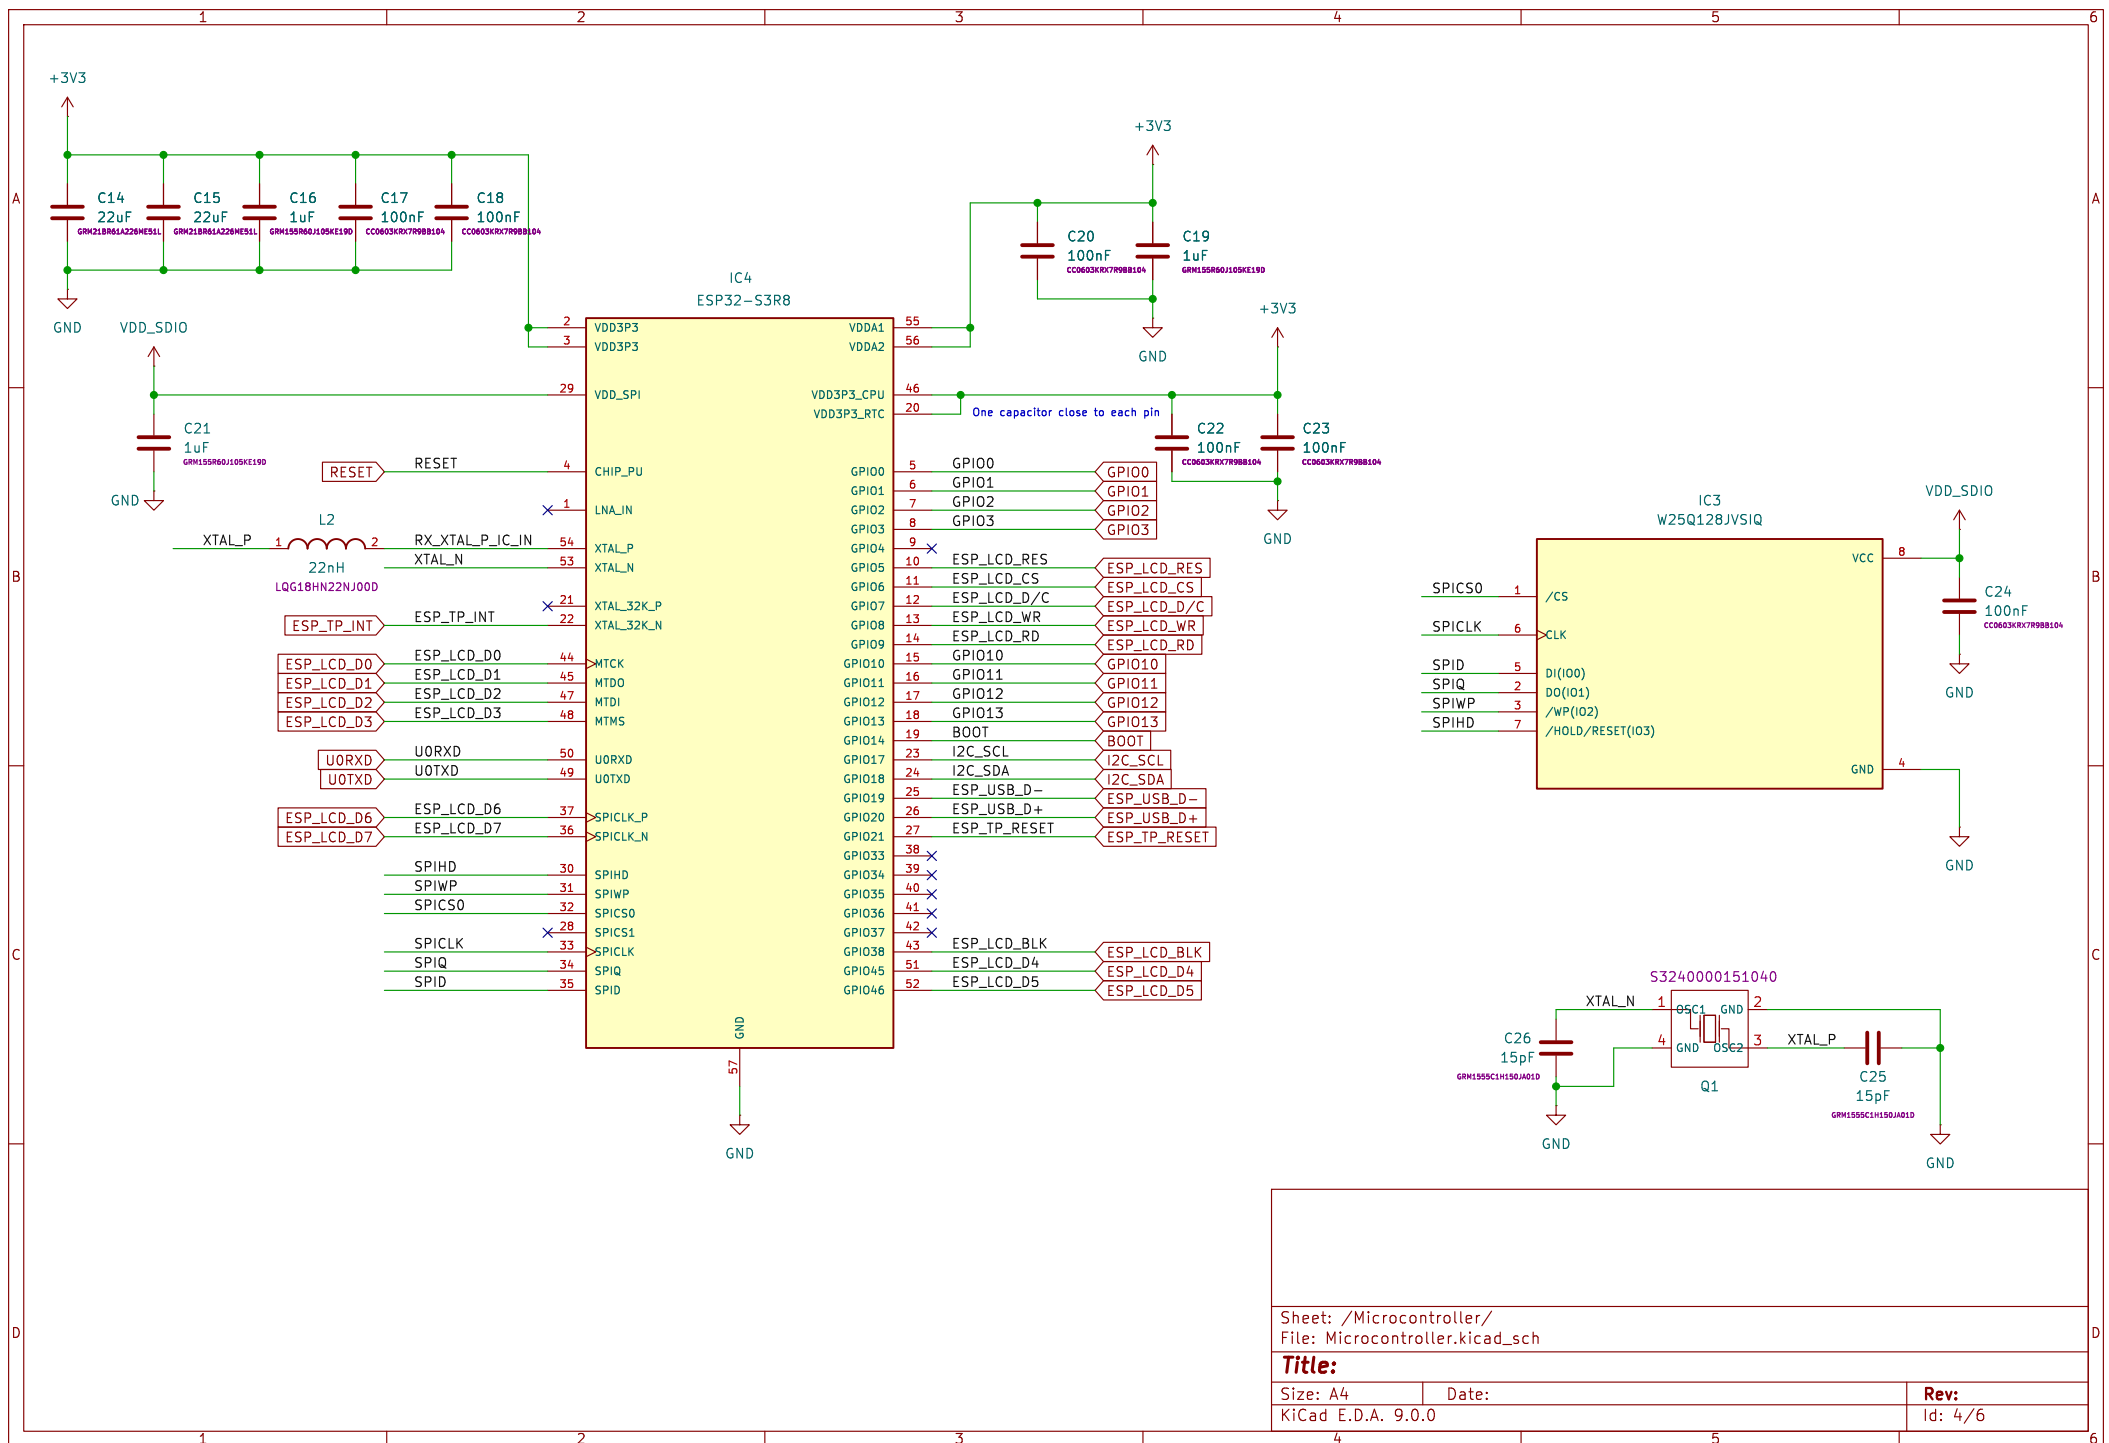 1 2 3 4 5 6
A A
B B
C C
D D
+3V3
C14
22uF
GRM21BR61A226ME51L
C15
22uF
GRM21BR61A226ME51L
C16
1uF
GRM155R60J105KE19D
C17
100nF
CC0603KRX7R9BB104
C18
100nF
CC0603KRX7R9BB104
GND
VDD_SDIO
C21
1uF
GRM155R60J105KE19D
GND
+3V3
C20
100nF
CC0603KRX7R9BB104
C19
1uF
GRM155R60J105KE19D
GND
+3V3
One capacitor close to each pin
C22
100nF
CC0603KRX7R9BB104
C23
100nF
CC0603KRX7R9BB104
GND
IC4
ESP32-S3R8
2 VDD3P3
3 VDD3P3
29 VDD_SPI
RESET RESET 4 CHIP_PU
1 LNA_IN
L2
XTAL_P 1 2 RX_XTAL_P_IC_IN 54 XTAL_P
22nH
LQG18HN22NJ00D
XTAL_N 53 XTAL_N
21 XTAL_32K_P
ESP_TP_INT ESP_TP_INT 22 XTAL_32K_N
ESP_LCD_D0 ESP_LCD_D0 44 MTCK
ESP_LCD_D1 ESP_LCD_D1 45 MTDO
ESP_LCD_D2 ESP_LCD_D2 47 MTDI
ESP_LCD_D3 ESP_LCD_D3 48 MTMS
U0RXD U0RXD 50 U0RXD
U0TXD U0TXD 49 U0TXD
ESP_LCD_D6 ESP_LCD_D6 37 SPICLK_P
ESP_LCD_D7 ESP_LCD_D7 36 SPICLK_N
SPIHD 30 SPIHD
SPIWP 31 SPIWP
SPICS0 32 SPICS0
28 SPICS1
SPICLK 33 SPICLK
SPIQ 34 SPIQ
SPID 35 SPID
VDDA1 55
VDDA2 56
VDD3P3_CPU 46
VDD3P3_RTC 20
GPIO0 5 GPIO0 GPIO0
GPIO1 6 GPIO1 GPIO1
GPIO2 7 GPIO2 GPIO2
GPIO3 8 GPIO3 GPIO3
GPIO4 9
GPIO5 10 ESP_LCD_RES ESP_LCD_RES
GPIO6 11 ESP_LCD_CS ESP_LCD_CS
GPIO7 12 ESP_LCD_D/C ESP_LCD_D/C
GPIO8 13 ESP_LCD_WR ESP_LCD_WR
GPIO9 14 ESP_LCD_RD ESP_LCD_RD
GPIO10 15 GPIO10 GPIO10
GPIO11 16 GPIO11 GPIO11
GPIO12 17 GPIO12 GPIO12
GPIO13 18 GPIO13 GPIO13
GPIO14 19 BOOT BOOT
GPIO17 23 I2C_SCL I2C_SCL
GPIO18 24 I2C_SDA I2C_SDA
GPIO19 25 ESP_USB_D- ESP_USB_D-
GPIO20 26 ESP_USB_D+ ESP_USB_D+
GPIO21 27 ESP_TP_RESET ESP_TP_RESET
GPIO33 38
GPIO34 39
GPIO35 40
GPIO36 41
GPIO37 42
GPIO38 43 ESP_LCD_BLK ESP_LCD_BLK
GPIO45 51 ESP_LCD_D4 ESP_LCD_D4
GPIO46 52 ESP_LCD_D5 ESP_LCD_D5
GND
57
GND
IC3
W25Q128JVSIQ
SPICS0 1 /CS
SPICLK 6 CLK
SPID 5 DI(IO0)
SPIQ 2 DO(IO1)
SPIWP 3 /WP(IO2)
SPIHD 7 /HOLD/RESET(IO3)
VCC 8
GND 4
VDD_SDIO
C24
100nF
CC0603KRX7R9BB104
GND
GND
S3240000151040
XTAL_N 1 OSC1 GND 2
4 GND OSC2 3 XTAL_P
Q1
C26
15pF
GRM1555C1H150JA01D
GND
C25
15pF
GRM1555C1H150JA01D
GND
Sheet: /Microcontroller/
File: Microcontroller.kicad_sch
Title:
Size: A4 Date: Rev:
KiCad E.D.A. 9.0.0 Id: 4/6
1 2 3 4 5 6